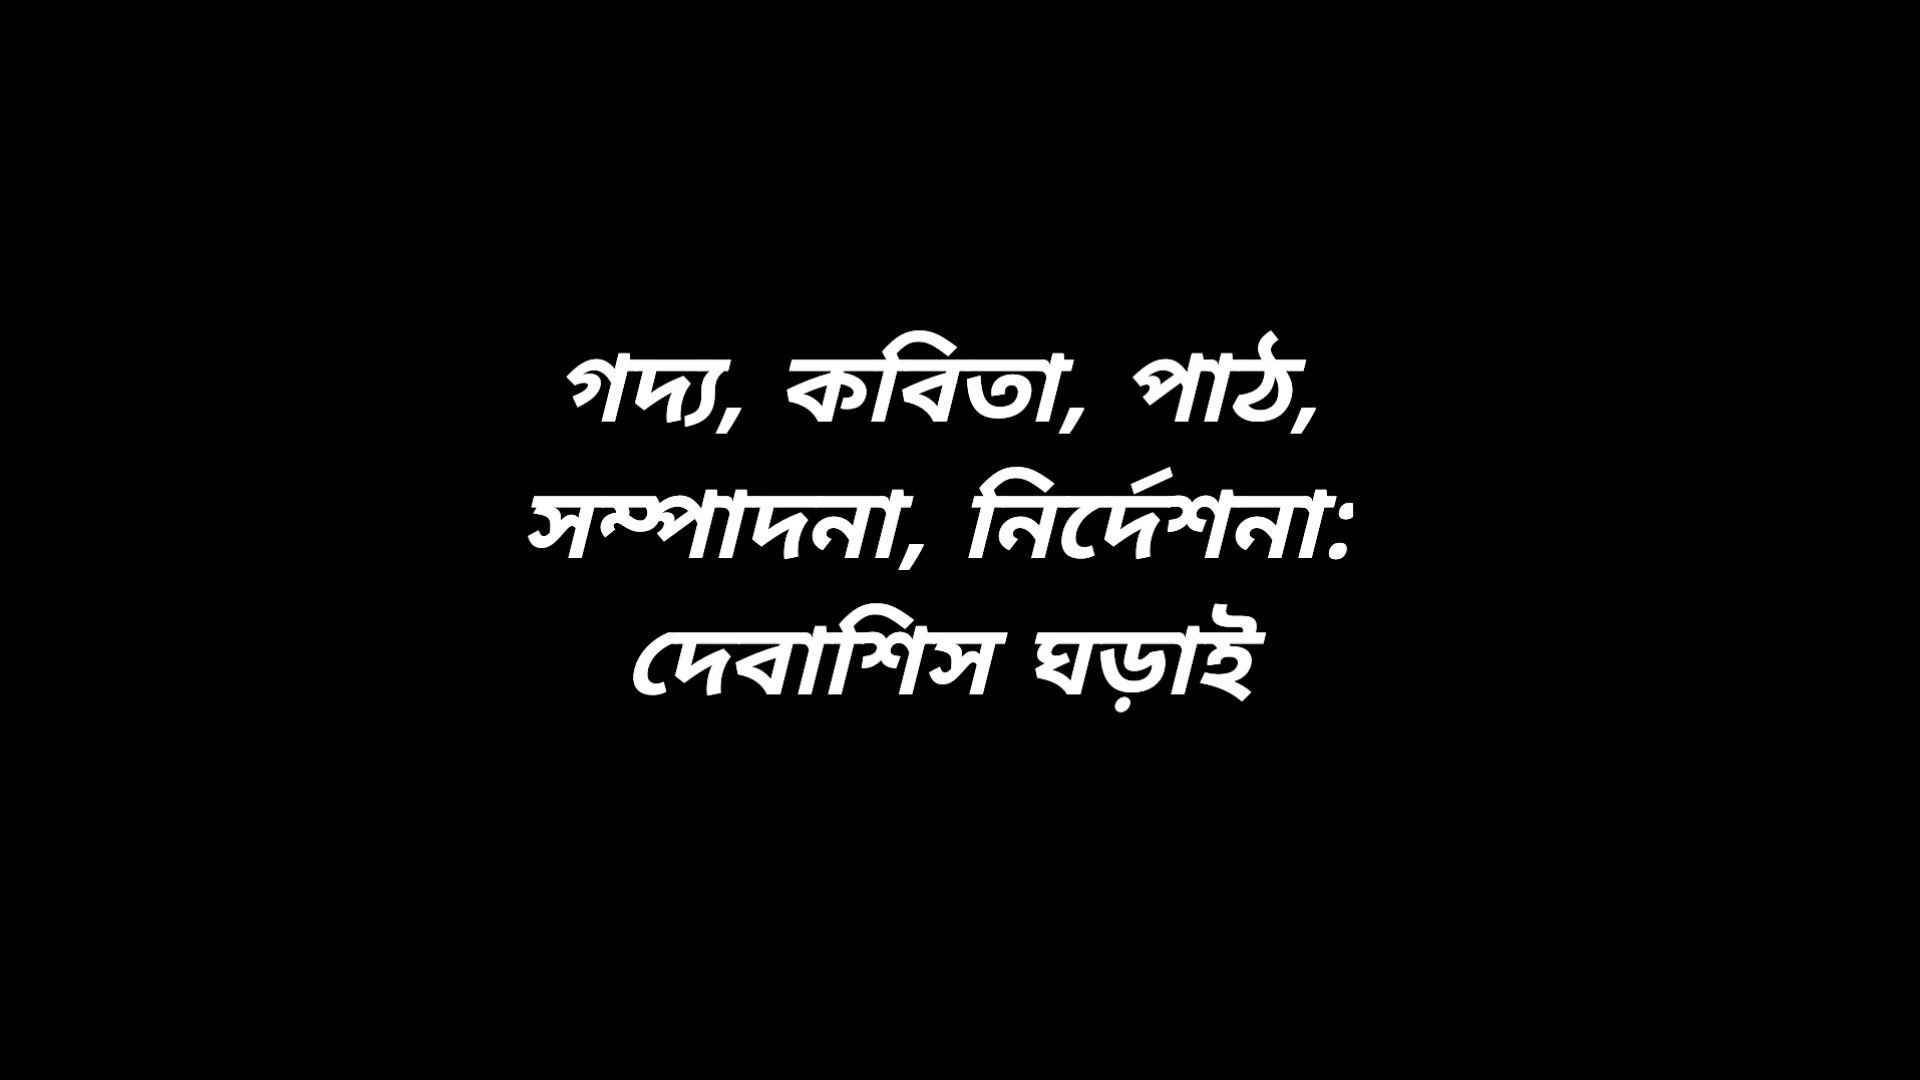 গদ্য, কবিতা, পাঠ,
সম্পাদনা, নির্দেশনা:
দেবাশিস ঘড়াই